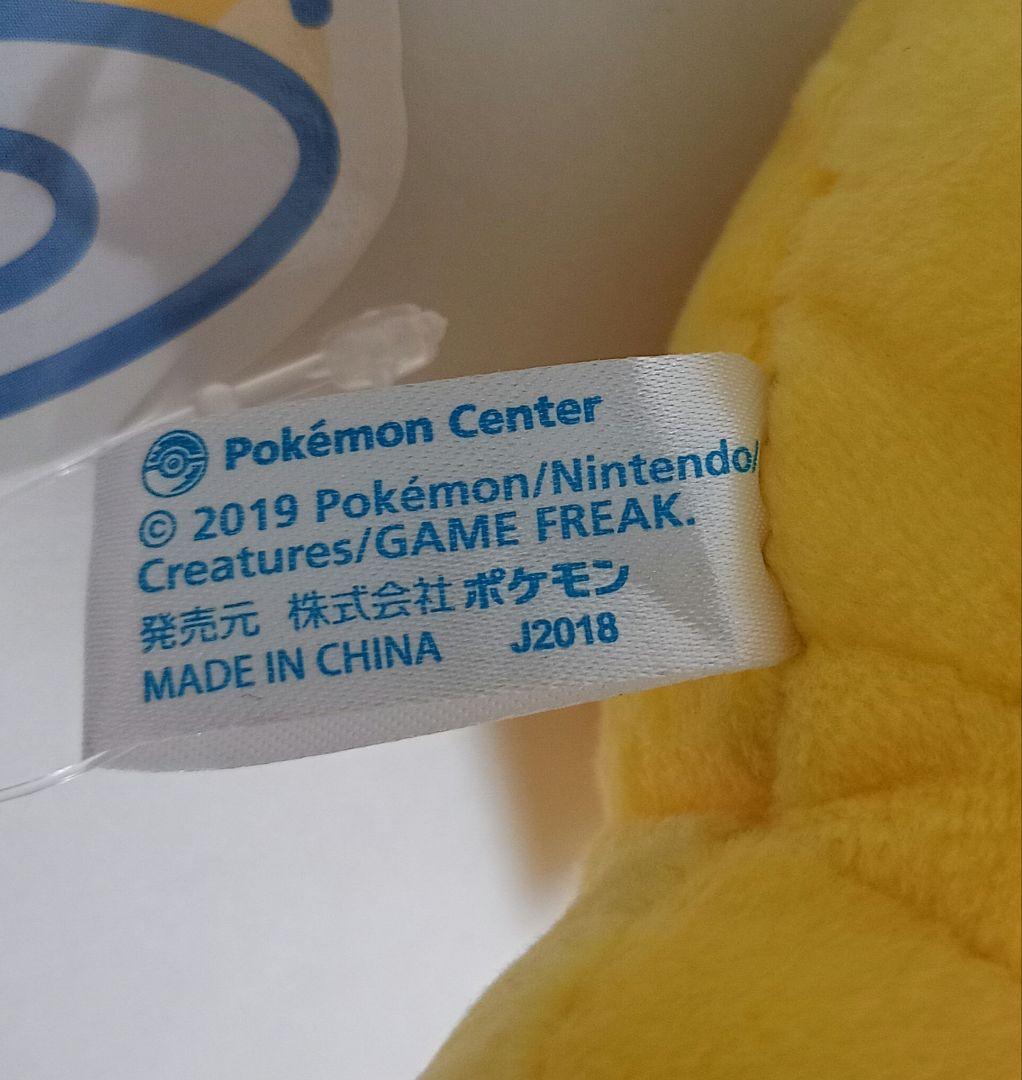 Pokémon Center
© 2019 Pokémon/Nintendo/
Creatures/GAME FREAK.
発売元 株式会社ポケモン
MADE IN CHINA J2018